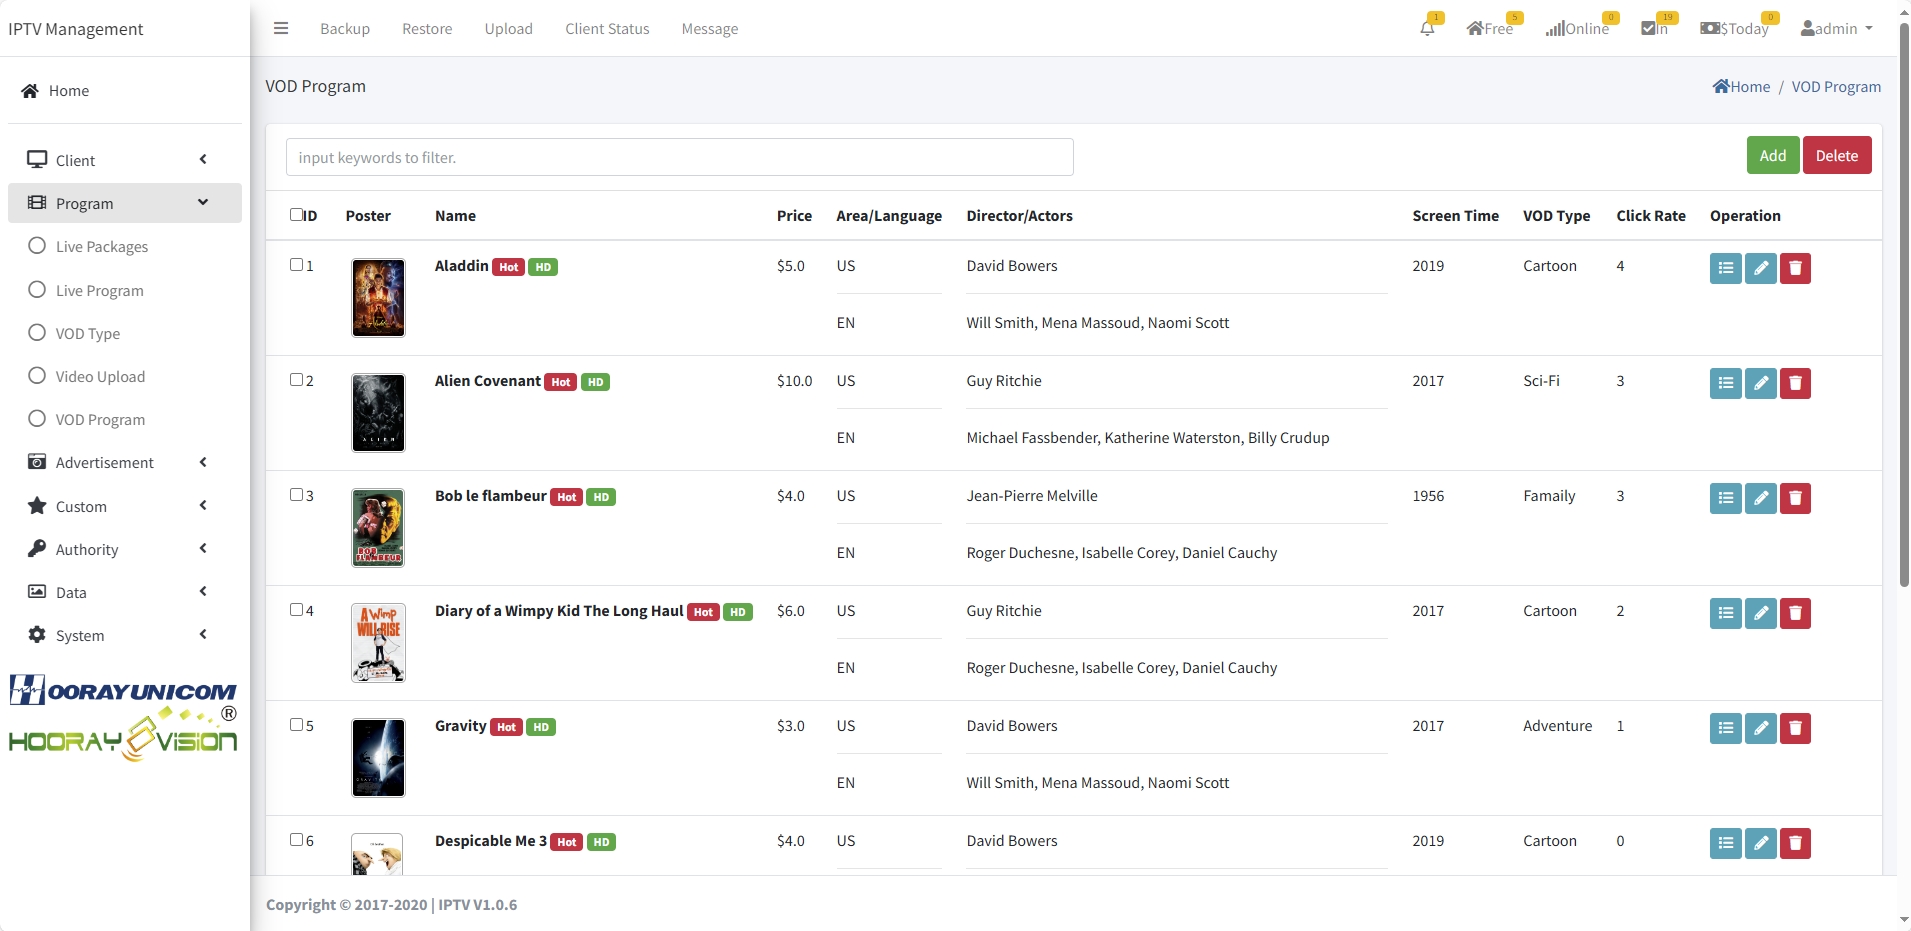 IPTV Management
Backup Restore Upload Client Status Message
1
Free 5
Online 0
In 19
$Today 0
admin
Home
Client
Program
Live Packages
Live Program
VOD Type
Video Upload
VOD Program
Advertisement
Custom
Authority
Data
System
HOORAY UNICOM
®
HOORAY VISION
VOD Program
Home / VOD Program
input keywords to filter.
Add Delete
ID Poster Name Price Area/Language Director/Actors Screen Time VOD Type Click Rate Operation
1 Aladdin Hot HD $5.0 US David Bowers 2019 Cartoon 4
EN Will Smith, Mena Massoud, Naomi Scott
2 Alien Covenant Hot HD $10.0 US Guy Ritchie 2017 Sci-Fi 3
ALIEN
EN Michael Fassbender, Katherine Waterston, Billy Crudup
3 Bob le flambeur Hot HD $4.0 US Jean-Pierre Melville 1956 Famaily 3
BOB
FLAMBEUR
EN Roger Duchesne, Isabelle Corey, Daniel Cauchy
4 Diary of a Wimpy Kid The Long Haul Hot HD $6.0 US Guy Ritchie 2017 Cartoon 2
A Wimp
WILL RISE
EN Roger Duchesne, Isabelle Corey, Daniel Cauchy
5 Gravity Hot HD $3.0 US David Bowers 2017 Adventure 1
GRAVITY
EN Will Smith, Mena Massoud, Naomi Scott
6 Despicable Me 3 Hot HD $4.0 US David Bowers 2019 Cartoon 0
Copyright © 2017-2020 | IPTV V1.0.6